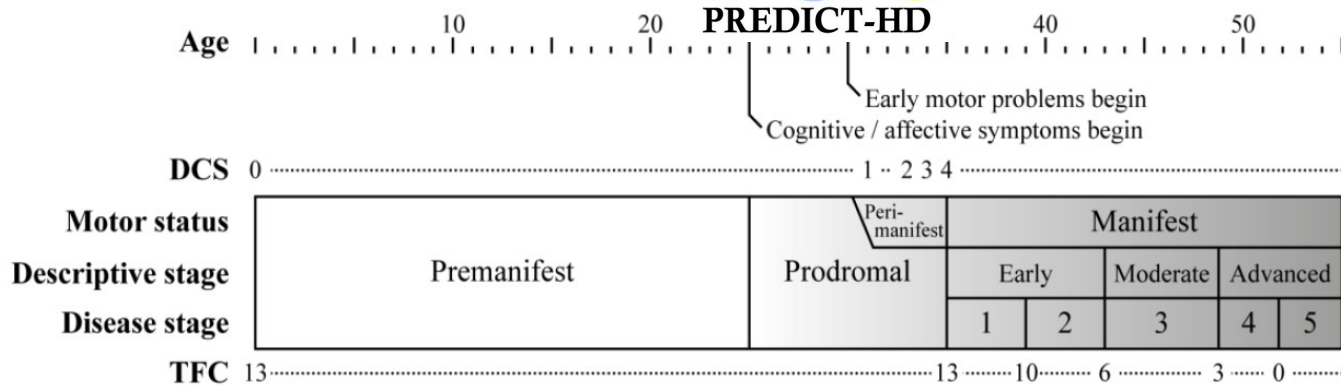 PREDICT-HD
Age 10 20 40 50
Early motor problems begin
Cognitive / affective symptoms begin
DCS 0 1 2 3 4
Motor status Peri- Manifest
manifest
Descriptive stage Premanifest Prodromal Early Moderate Advanced
Disease stage 1 2 3 4 5
TFC 13 13 10 6 3 0